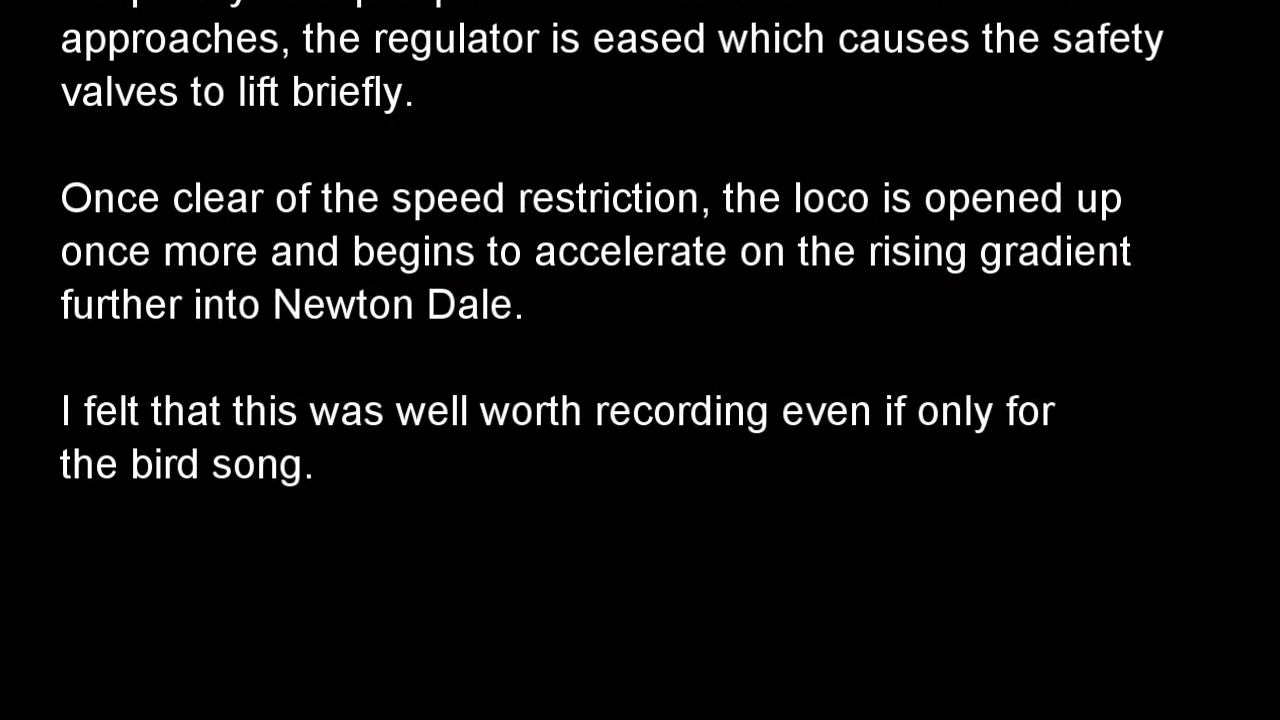 approaches, the regulator is eased which causes the safety
valves to lift briefly.
Once clear of the speed restriction, the loco is opened up
once more and begins to accelerate on the rising gradient
further into Newton Dale.
I felt that this was well worth recording even if only for
the bird song.